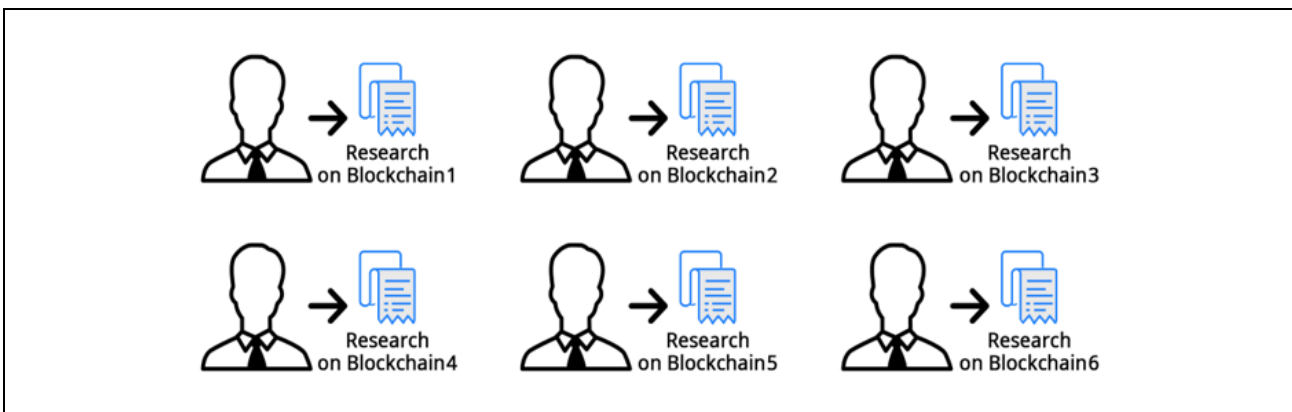 Research
on Blockchain1
Research
on Blockchain2
Research
on Blockchain3
Research
on Blockchain4
Research
on Blockchain5
Research
on Blockchain6